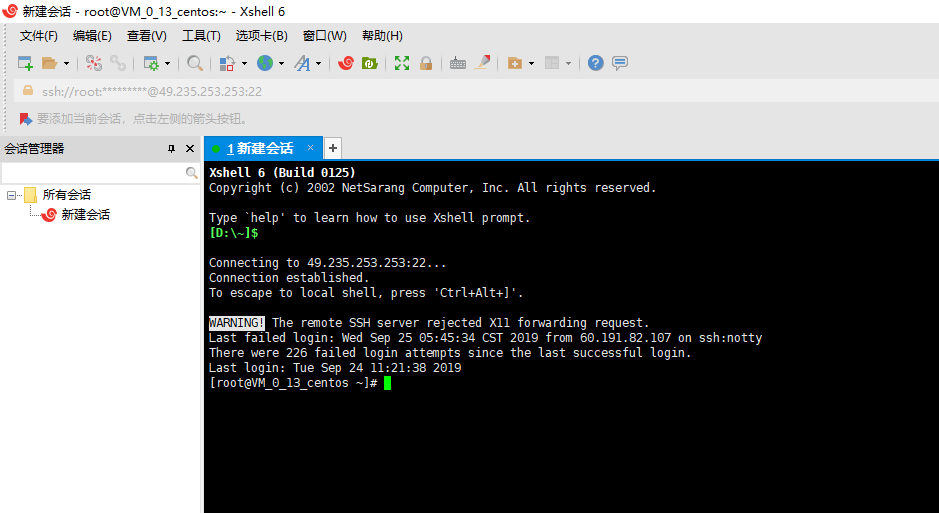 新建会话 - root@VM_0_13_centos:~ - Xshell 6
文件(F) 编辑(E) 查看(V) 工具(T) 选项卡(B) 窗口(W) 帮助(H)
ssh://root:*********@49.235.253.253:22
要添加当前会话，点击左侧的箭头按钮。
会话管理器
所有会话
新建会话
1 新建会话
Xshell 6 (Build 0125)
Copyright (c) 2002 NetSarang Computer, Inc. All rights reserved.
Type `help' to learn how to use Xshell prompt.
[D:\~]$
Connecting to 49.235.253.253:22...
Connection established.
To escape to local shell, press 'Ctrl+Alt+]'.
WARNING! The remote SSH server rejected X11 forwarding request.
Last failed login: Wed Sep 25 05:45:34 CST 2019 from 60.191.82.107 on ssh:notty
There were 226 failed login attempts since the last successful login.
Last login: Tue Sep 24 11:21:38 2019
[root@VM_0_13_centos ~]#